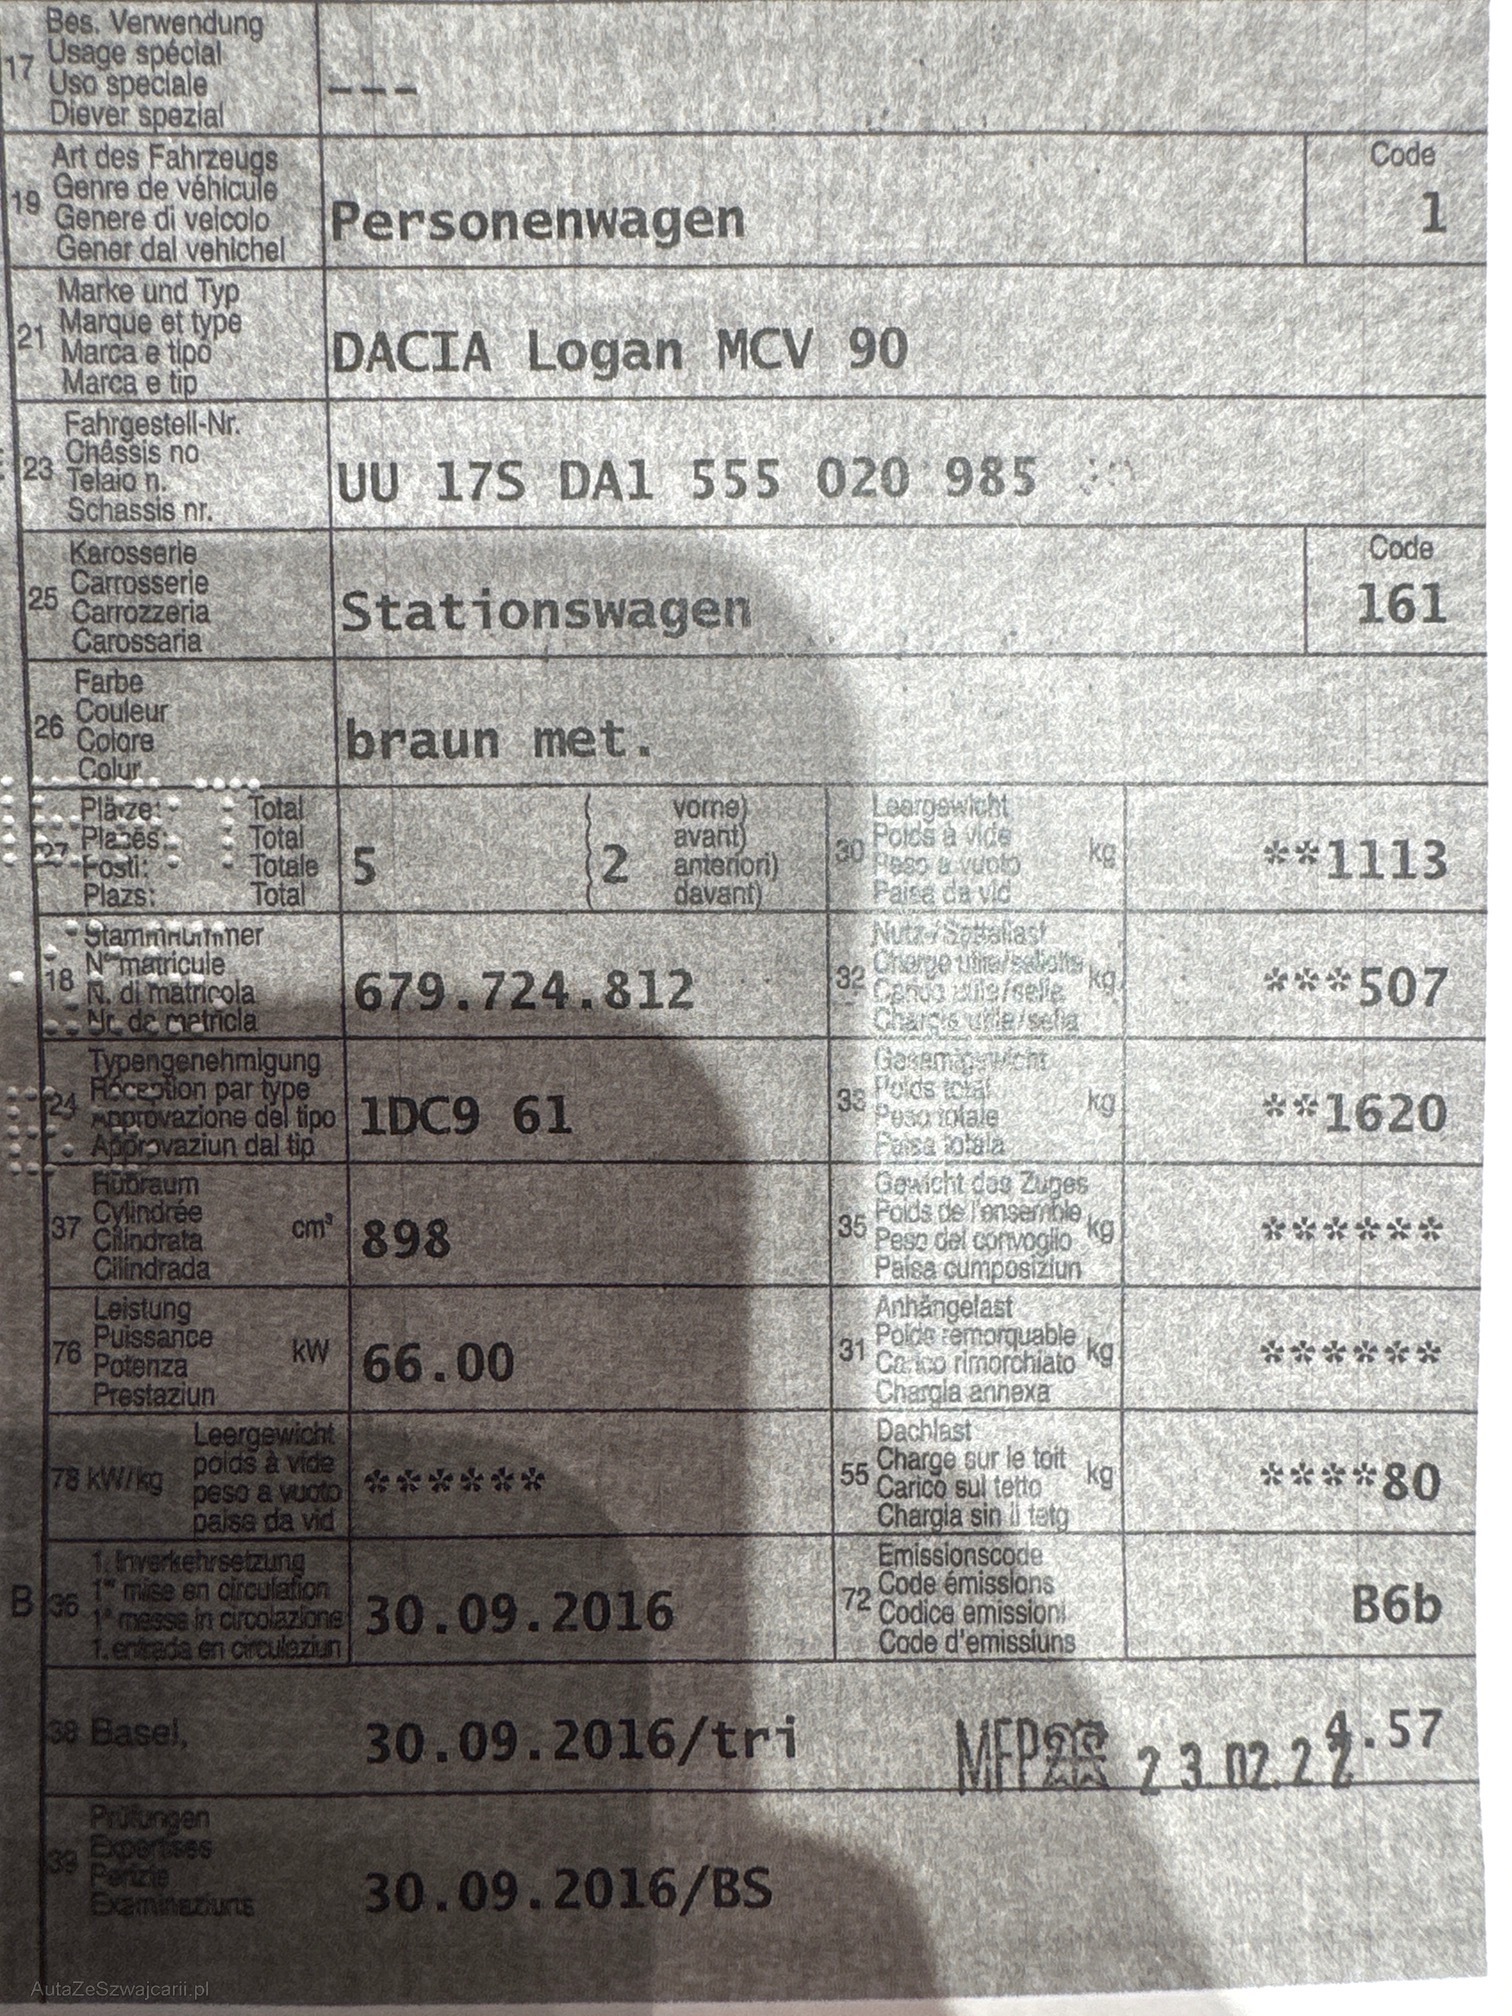 17 Bes. Verwendung
Usage spécial
Uso speciale
Diever spezial
---
19 Art des Fahrzeugs
Genre de véhicule
Genere di veicolo
Gener dal vehichel
Personenwagen
Code
1
21 Marke und Typ
Marque et type
Marca e tipo
Marca e tip
DACIA Logan MCV 90
23 Fahrgestell-Nr.
Châssis no
Telaio n.
Schassis nr.
UU 17S DA1 555 020 985
25 Karosserie
Carrosserie
Carrozzeria
Carossaria
Stationswagen
Code
161
26 Farbe
Couleur
Colore
Colur
braun met.
27 Plätze: Total
Places: Total
Posti: Totale
Plazs: Total
5
2
vorne)
avant)
anteriori)
davant)
30 Leergewicht
Poids à vide
Peso a vuoto
Paisa da vid
kg
**1113
18 Stammnummer
N° matricule
N. di matricola
Nr. da matricla
679.724.812
32 Nutz-/Sattellast
Charge utile/sellette
Carico utile/sella
Chargia utile/sella
kg
***507
24 Typengenehmigung
Réception par type
Approvazione del tipo
Approvaziun dal tip
1DC9 61
33 Gesamtgewicht
Poids total
Peso totale
Paisa totala
kg
**1620
37 Hubraum
Cylindrée
Cilindrata
Cilindrada
cm³
898
35 Gewicht des Zuges
Poids de l'ensemble
Peso del convoglio
Paisa cumposiziun
kg
******
76 Leistung
Puissance
Potenza
Prestaziun
kW
66.00
31 Anhängelast
Poids remorquable
Carico rimorchiato
Chargia annexa
kg
******
78 kW/kg
Leergewicht
poids à vide
peso a vuoto
paisa da vid
******
55 Dachlast
Charge sur le toit
Carico sul tetto
Chargia sin il tetg
kg
****80
B 36 1. Inverkehrsetzung
1re mise en circulation
1a messa in circolazione
1. entrada en circulaziun
30.09.2016
72 Emissionscode
Code émissions
Codice emissioni
Code d'emissiuns
B6b
38 Basel,
30.09.2016/tri
4.57
MFP 23.02.22
39 Prüfungen
Expertises
Perizie
Examinaziuns
30.09.2016/BS
AutaZeSzwajcarii.pl